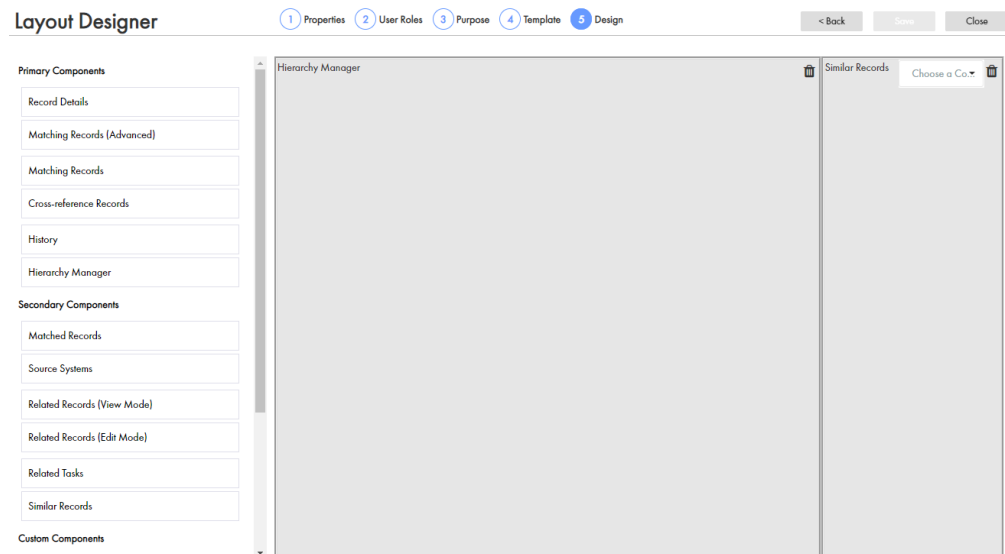 Layout Designer
1 Properties 2 User Roles 3 Purpose 4 Template 5 Design
< Back Save Close
Primary Components
Record Details
Matching Records (Advanced)
Matching Records
Cross-reference Records
History
Hierarchy Manager
Secondary Components
Matched Records
Source Systems
Related Records (View Mode)
Related Records (Edit Mode)
Related Tasks
Similar Records
Custom Components
Hierarchy Manager
Similar Records Choose a Co...